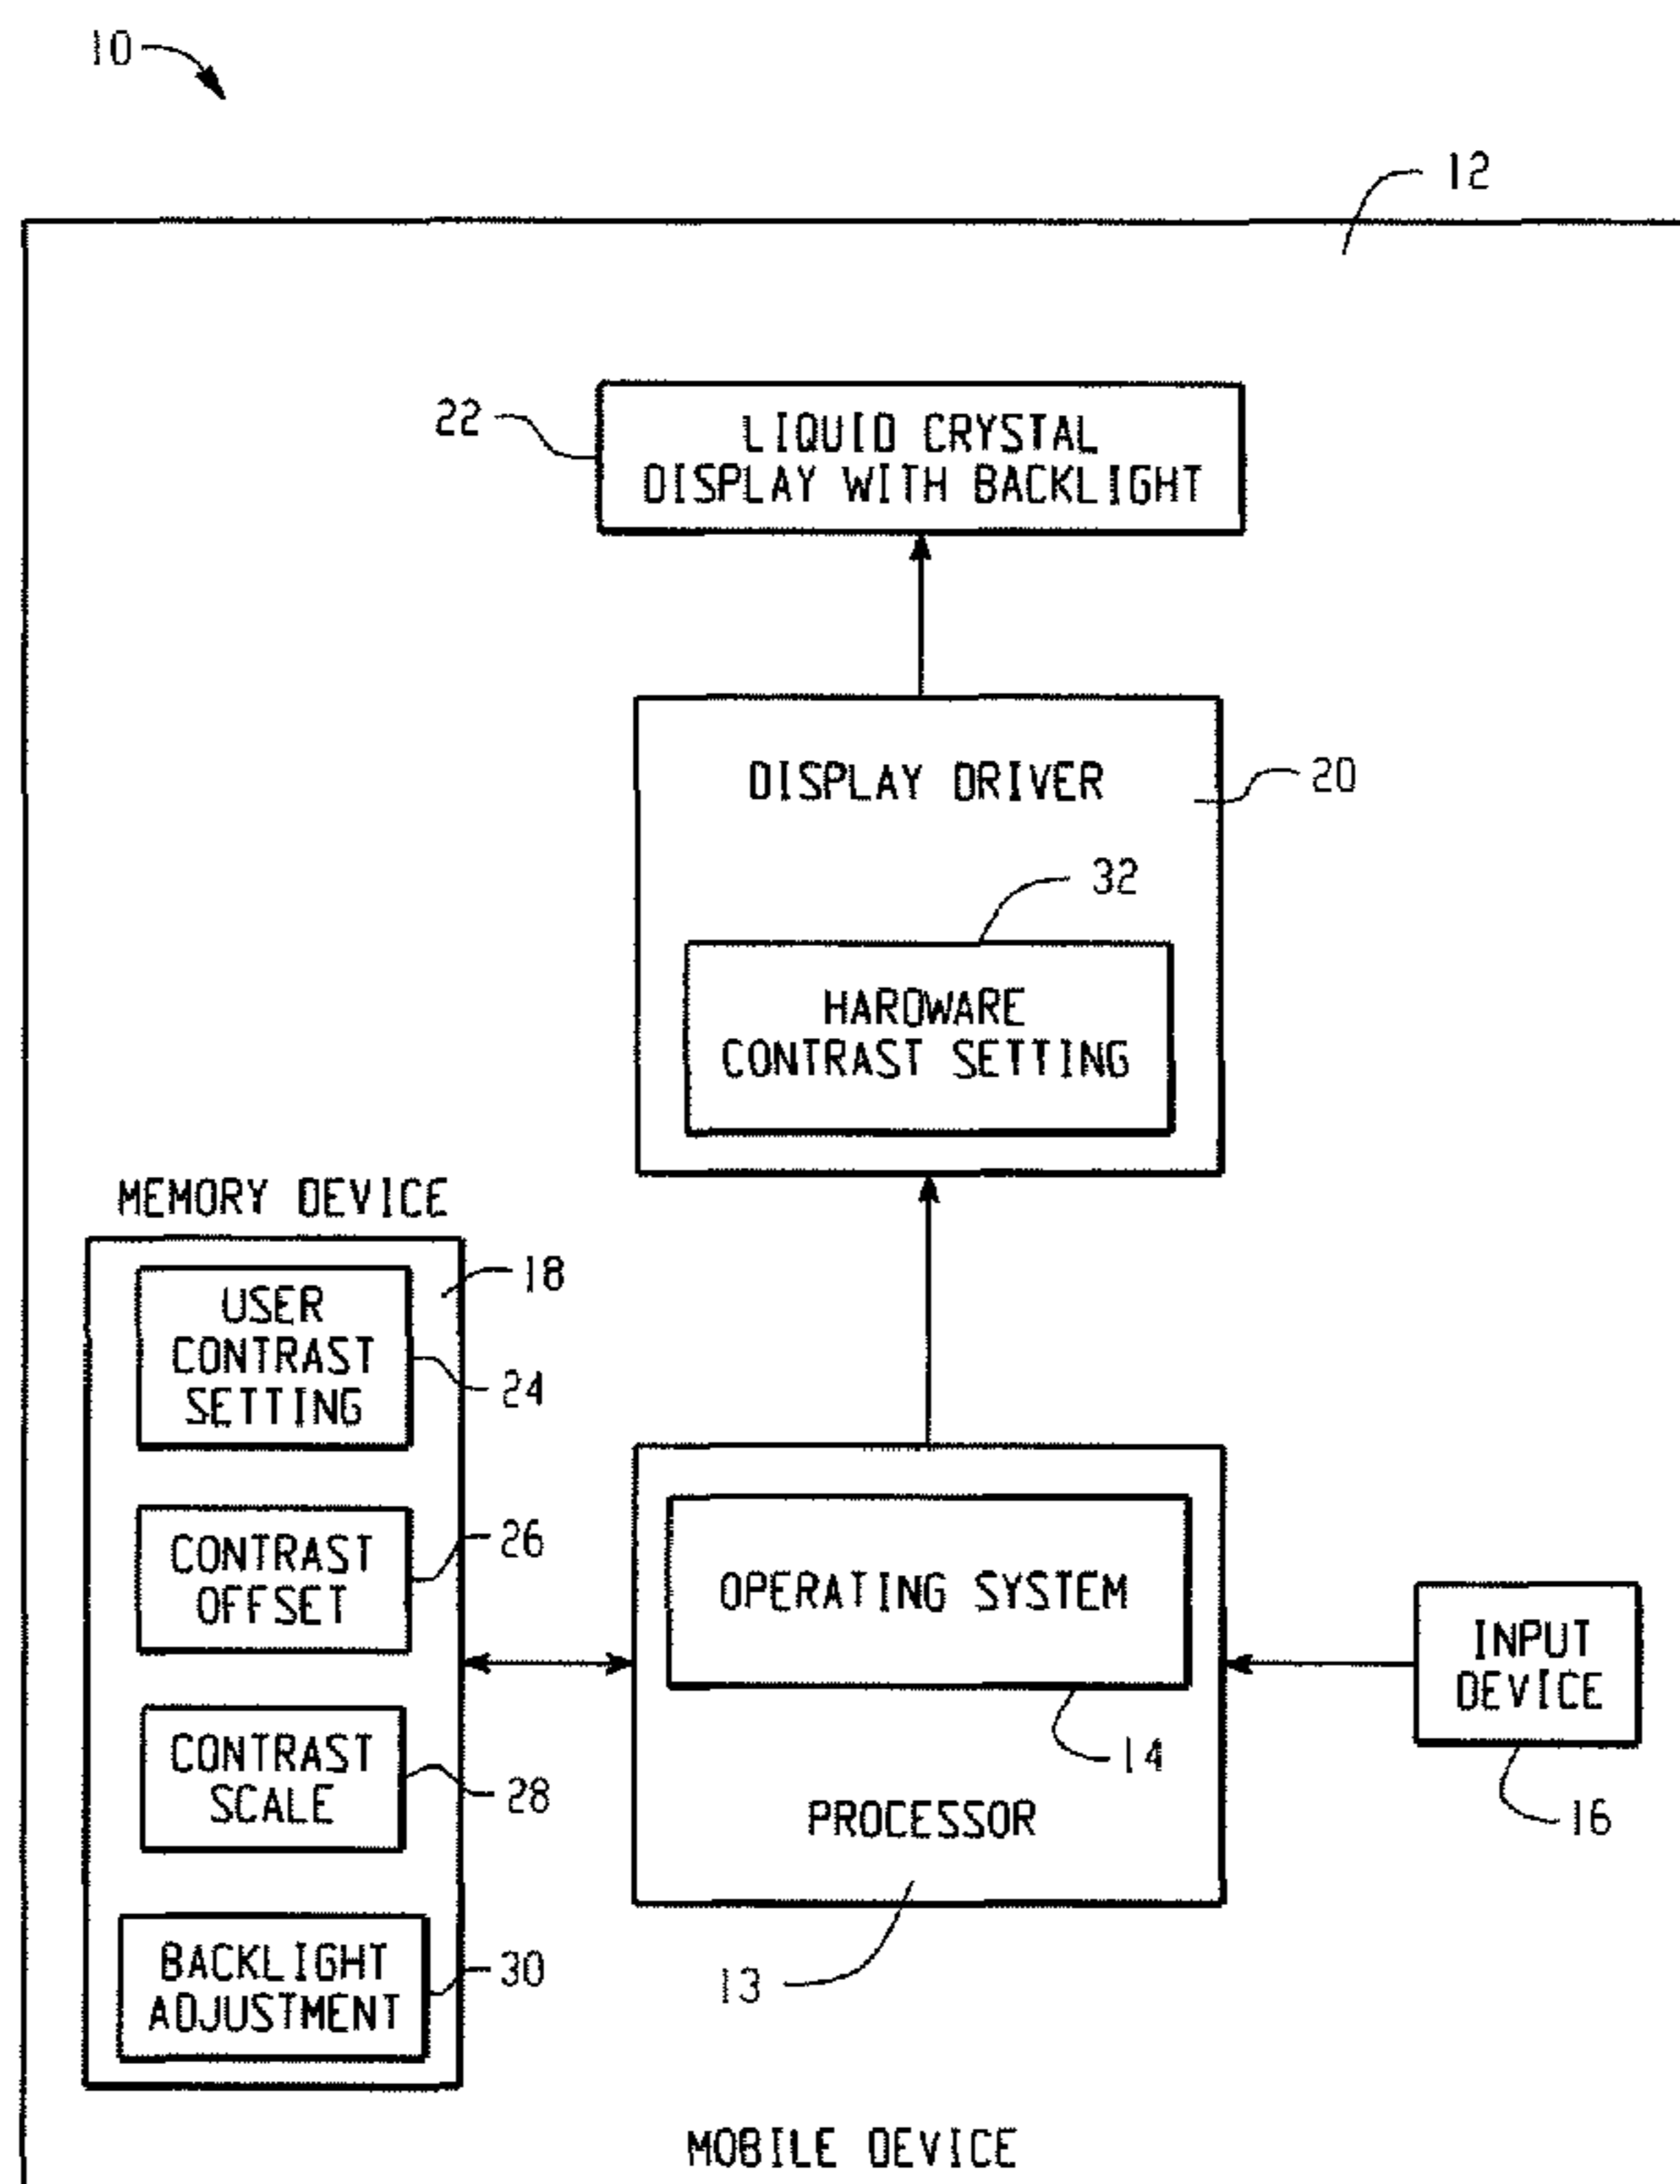 10
12
22
LIQUID CRYSTAL
DISPLAY WITH BACKLIGHT
DISPLAY DRIVER
20
32
HARDWARE
CONTRAST SETTING
MEMORY DEVICE
18
USER
CONTRAST
SETTING
24
CONTRAST
OFFSET
26
CONTRAST
SCALE
28
BACKLIGHT
ADJUSTMENT
30
OPERATING SYSTEM
14
PROCESSOR
13
INPUT
DEVICE
16
MOBILE DEVICE